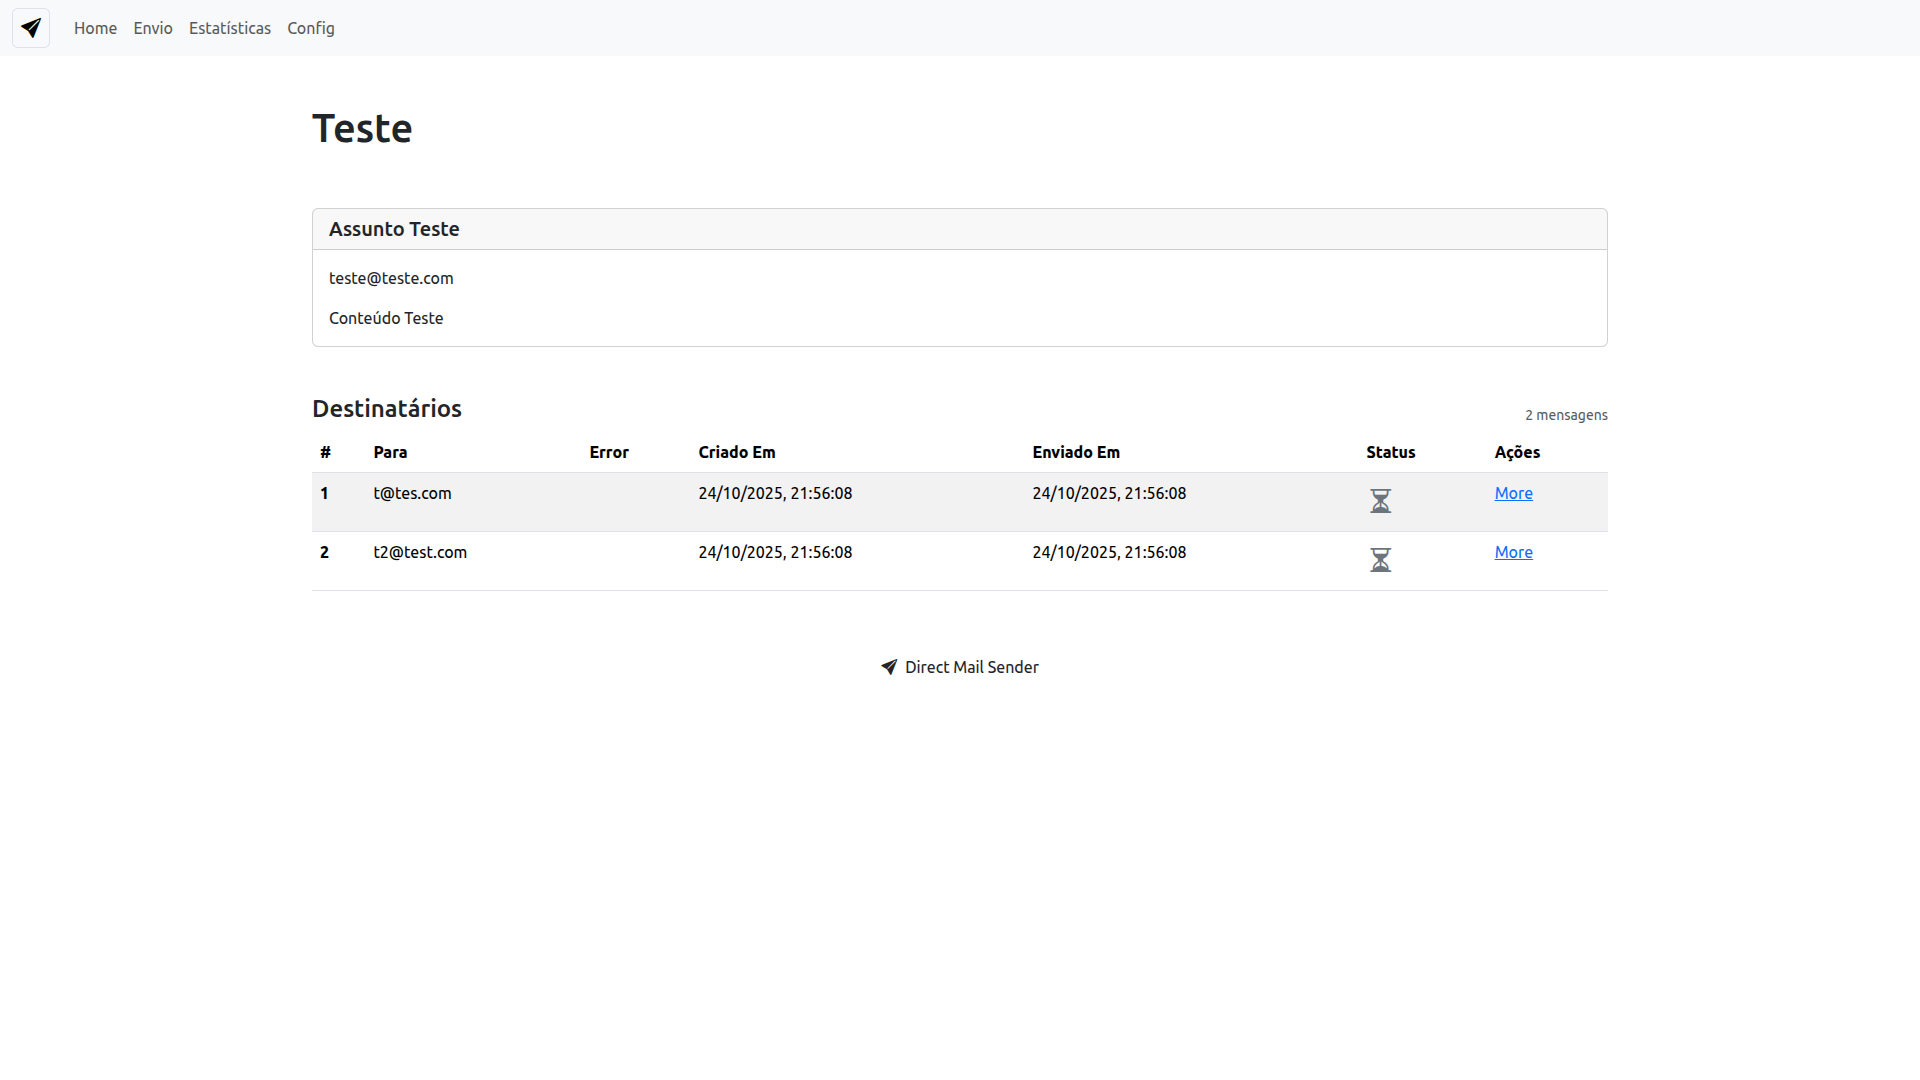 Home Envio Estatísticas Config
Teste
Assunto Teste
teste@teste.com
Conteúdo Teste
Destinatários
2 mensagens
# Para Error Criado Em Enviado Em Status Ações
1 t@tes.com 24/10/2025, 21:56:08 24/10/2025, 21:56:08 More
2 t2@test.com 24/10/2025, 21:56:08 24/10/2025, 21:56:08 More
Direct Mail Sender